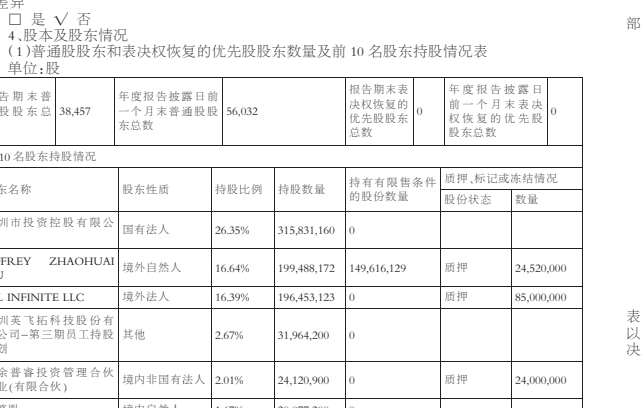 差异
□ 是 √ 否
4、股本及股东情况
(1)普通股股东和表决权恢复的优先股股东数量及前 10 名股东持股情况表
单位:股
告期末普
股股东总
38,457
年度报告披露日前
一个月末普通股股
东总数
56,032
报告期末表
决权恢复的
优先股股东
总数
0
年度报告披露日
前一个月末表决
权恢复的优先股
股东总数
0
10 名股东持股情况
东名称
股东性质
持股比例
持股数量
持有有限售条件
的股份数量
质押、标记或冻结情况
股份状态
数量
圳市投资控股有限公
国有法人
26.35%
315,831,160
0
FREY ZHAOHUAI
U
境外自然人
16.64%
199,488,172
149,616,129
质押
24,520,000
L INFINITE LLC
境外法人
16.39%
196,453,123
0
质押
85,000,000
圳英飞拓科技股份有
公司–第三期员工持股
划
其他
2.67%
31,964,200
0
余普睿投资管理合伙
业(有限合伙)
境内非国有法人
2.01%
24,120,900
0
质押
24,000,000
部
表
以
决